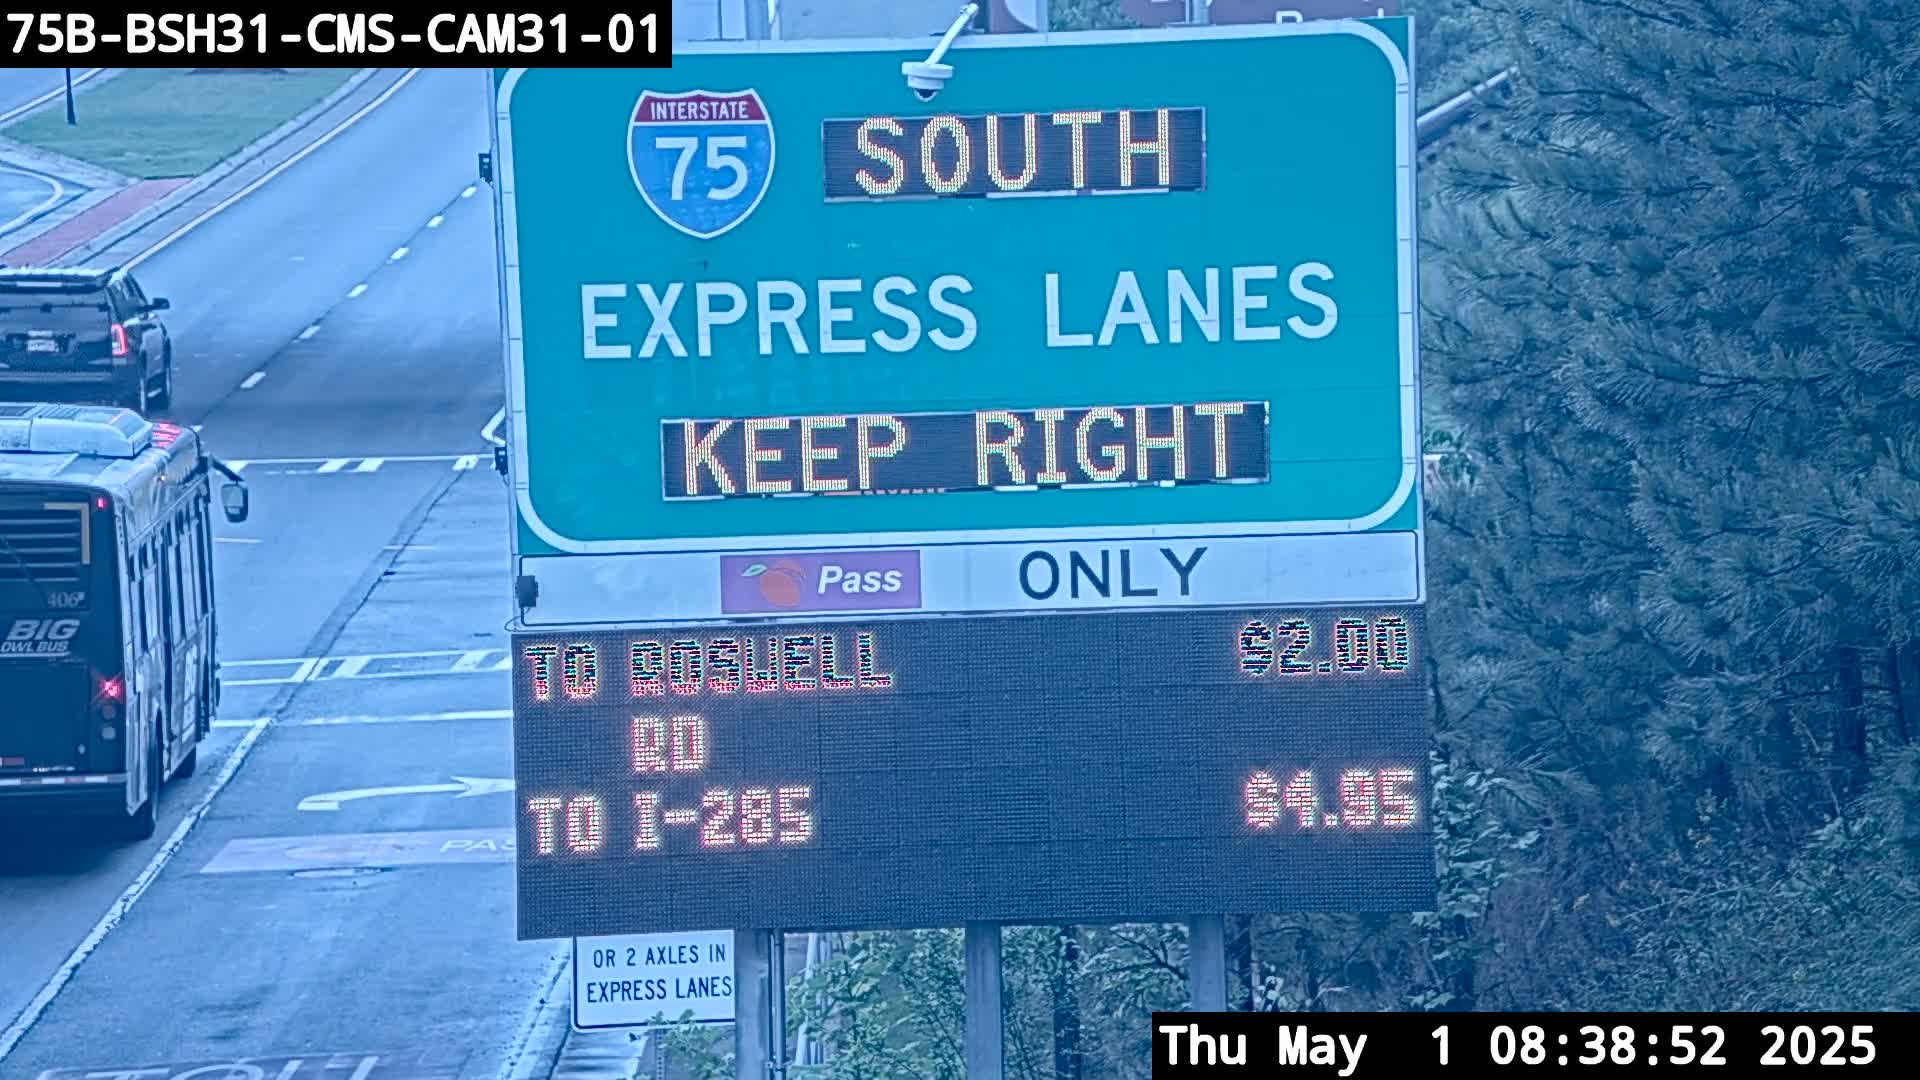 75B-BSH31-CMS-CAM31-01
INTERSTATE
75
SOUTH
EXPRESS LANES
KEEP RIGHT
Pass ONLY
TO ROSWELL $2.00
RD
TO I-285 $4.95
OR 2 AXLES IN
EXPRESS LANES
406
BIG
OWL BUS
PAS
Thu May 1 08:38:52 2025